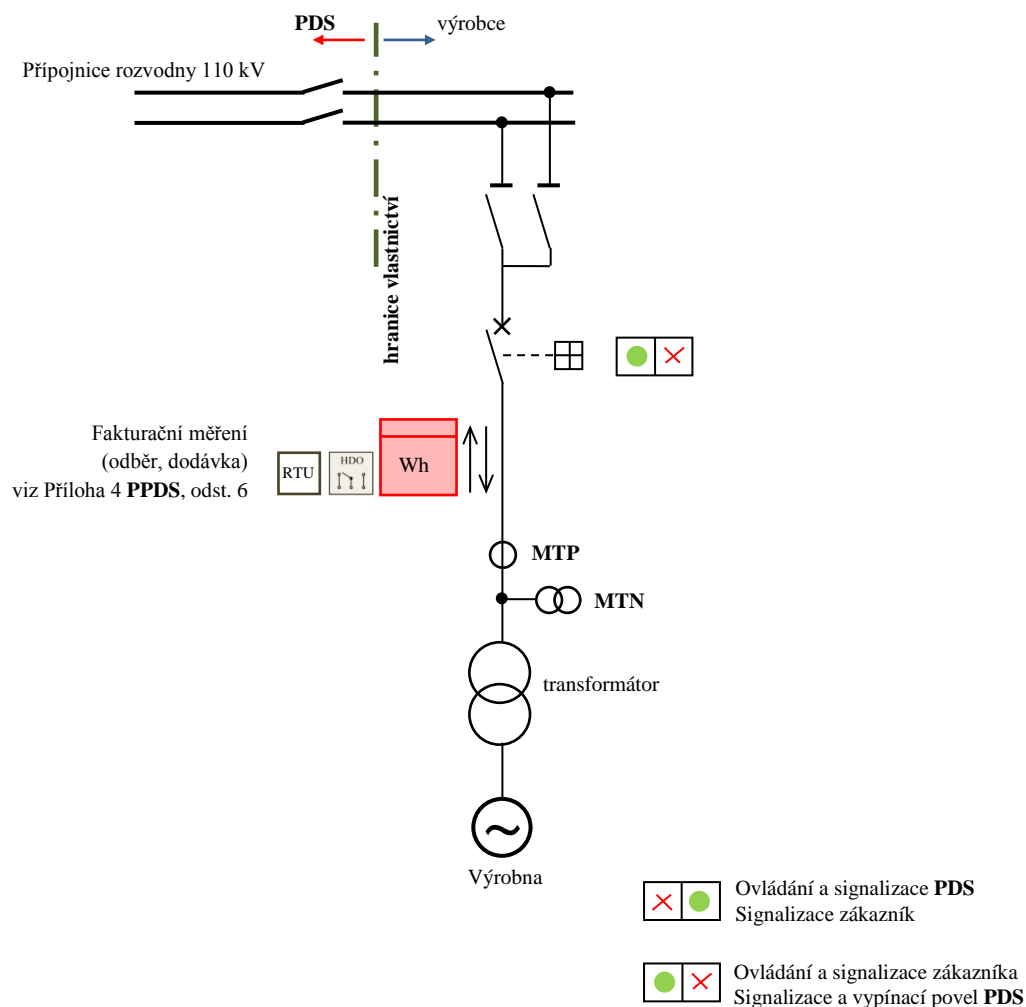 PDS
výrobce
Přípojnice rozvodny 110 kV
hranice vlastnictví
Fakturační měření
(odběr, dodávka)
viz Příloha 4 PPDS, odst. 6
RTU
HDO
Wh
MTP
MTN
transformátor
~
Výrobna
Ovládání a signalizace PDS
Signalizace zákazník
Ovládání a signalizace zákazníka
Signalizace a vypínací povel PDS